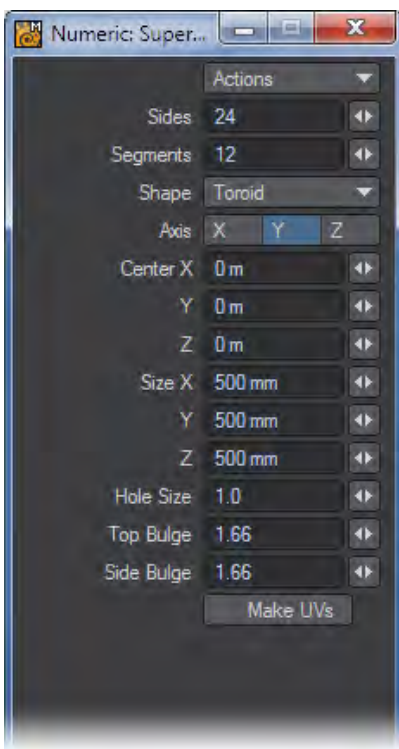 Numeric: Super...
Actions
Sides 24
Segments 12
Shape Toroid
Axis X Y Z
Center X 0 m
Y 0 m
Z 0 m
Size X 500 mm
Y 500 mm
Z 500 mm
Hole Size 1.0
Top Bulge 1.66
Side Bulge 1.66
Make UVs